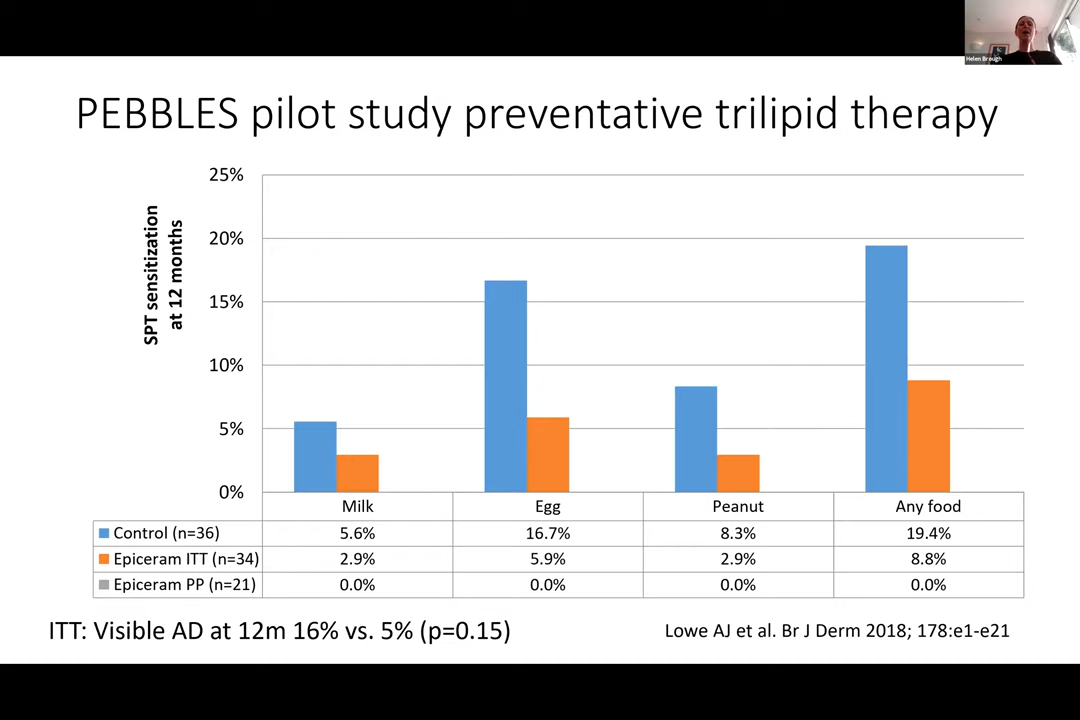 Helen Brough
PEBBLES pilot study preventative trilipid therapy
SPT sensitization
at 12 months
25%
20%
15%
10%
5%
0%
Milk Egg Peanut Any food
Control (n=36) 5.6% 16.7% 8.3% 19.4%
Epiceram ITT (n=34) 2.9% 5.9% 2.9% 8.8%
Epiceram PP (n=21) 0.0% 0.0% 0.0% 0.0%
ITT: Visible AD at 12m 16% vs. 5% (p=0.15)
Lowe AJ et al. Br J Derm 2018; 178:e1-e21